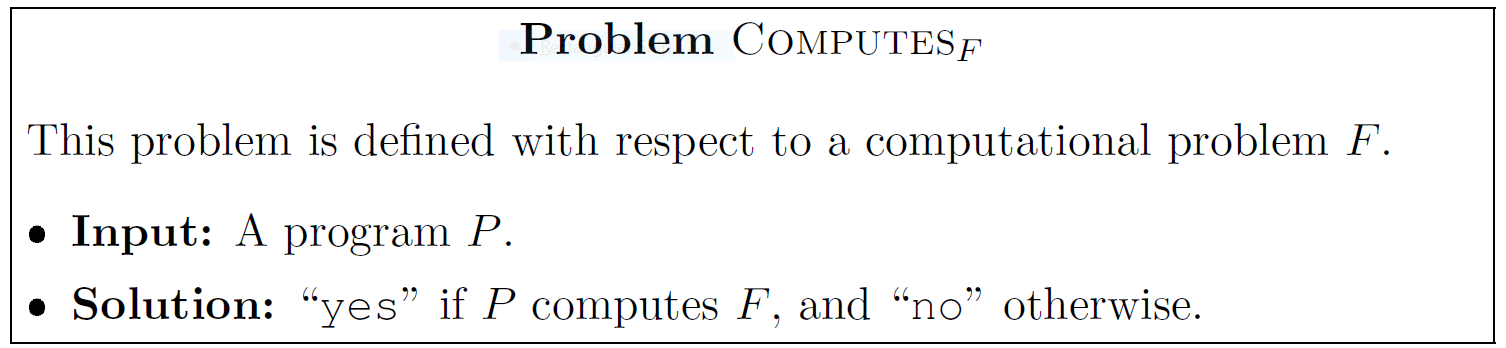 Problem COMPUTES_F
This problem is defined with respect to a computational problem F.
• Input: A program P.
• Solution: “yes” if P computes F, and “no” otherwise.